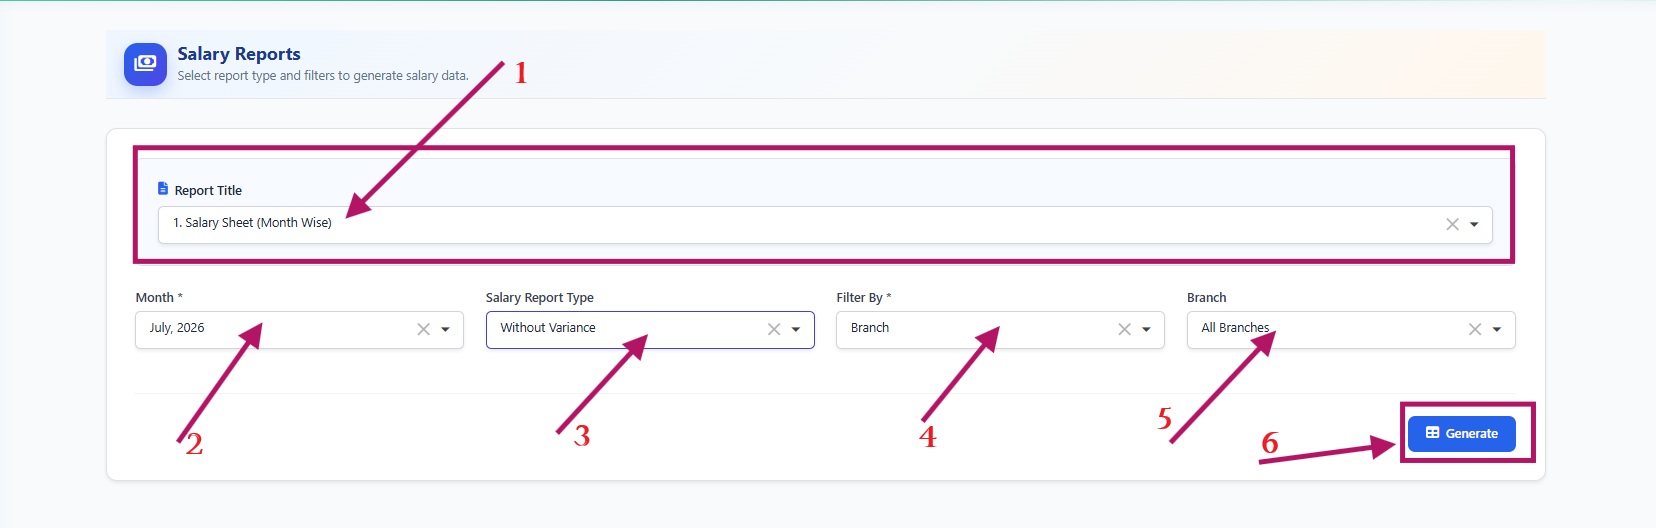 Salary Reports
Select report type and filters to generate salary data.
1
Report Title
1. Salary Sheet (Month Wise)
Month * Salary Report Type Filter By * Branch
July, 2026 Without Variance Branch All Branches
2 3 4 5
6 Generate